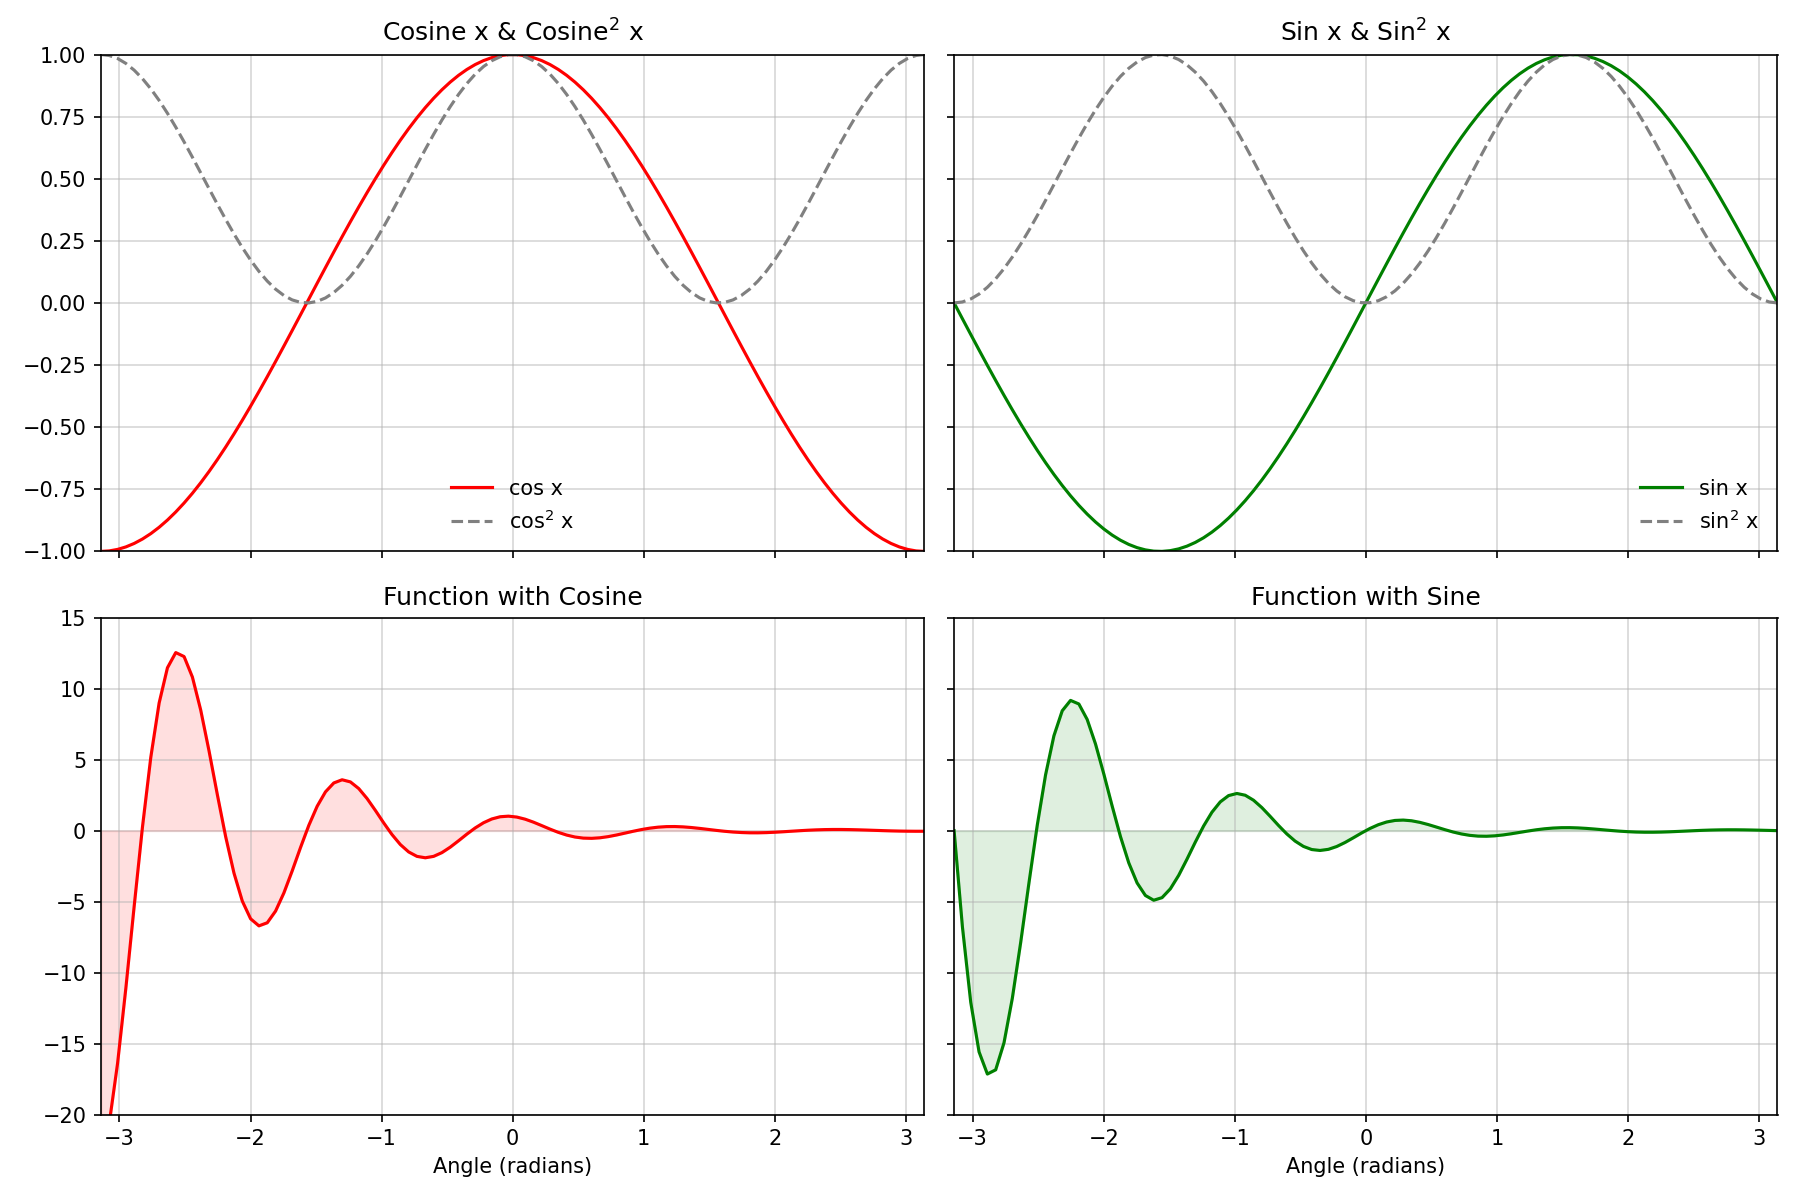 Cosine x & Cosine² x
1.00
0.75
0.50
0.25
0.00
−0.25
−0.50
−0.75
−1.00
cos x
cos² x
Sin x & Sin² x
sin x
sin² x
Function with Cosine
15
10
5
0
−5
−10
−15
−20
−3 −2 −1 0 1 2 3
Angle (radians)
Function with Sine
−3 −2 −1 0 1 2 3
Angle (radians)